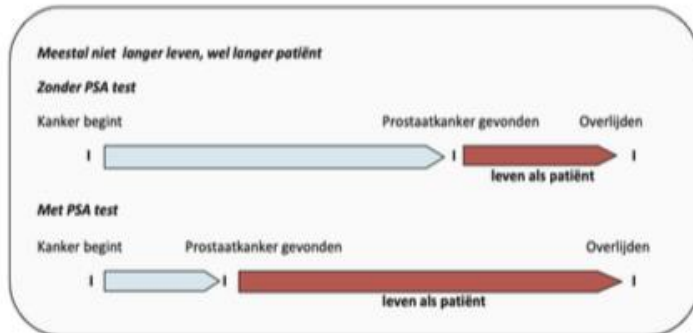 Meestal niet longer leven, wel langer patiënt
Zonder PSA test
Kanker begint Prostaatkanker gevonden Overlijden
leven als patiënt
Met PSA test
Kanker begint Prostaatkanker gevonden Overlijden
leven als patiënt